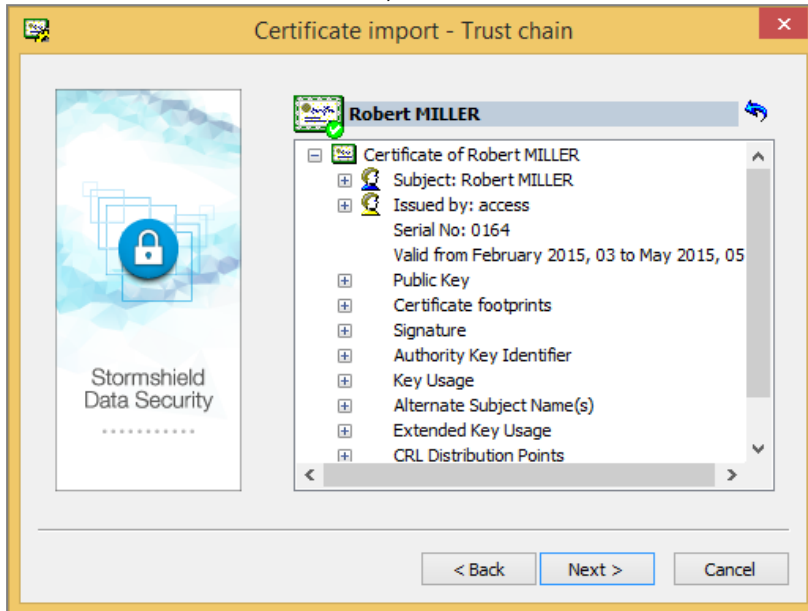 Certificate import - Trust chain
Robert MILLER
Certificate of Robert MILLER
Subject: Robert MILLER
Issued by: access
Serial No: 0164
Valid from February 2015, 03 to May 2015, 05
Public Key
Certificate footprints
Signature
Authority Key Identifier
Key Usage
Alternate Subject Name(s)
Extended Key Usage
CRL Distribution Points
Stormshield
Data Security
< Back
Next >
Cancel